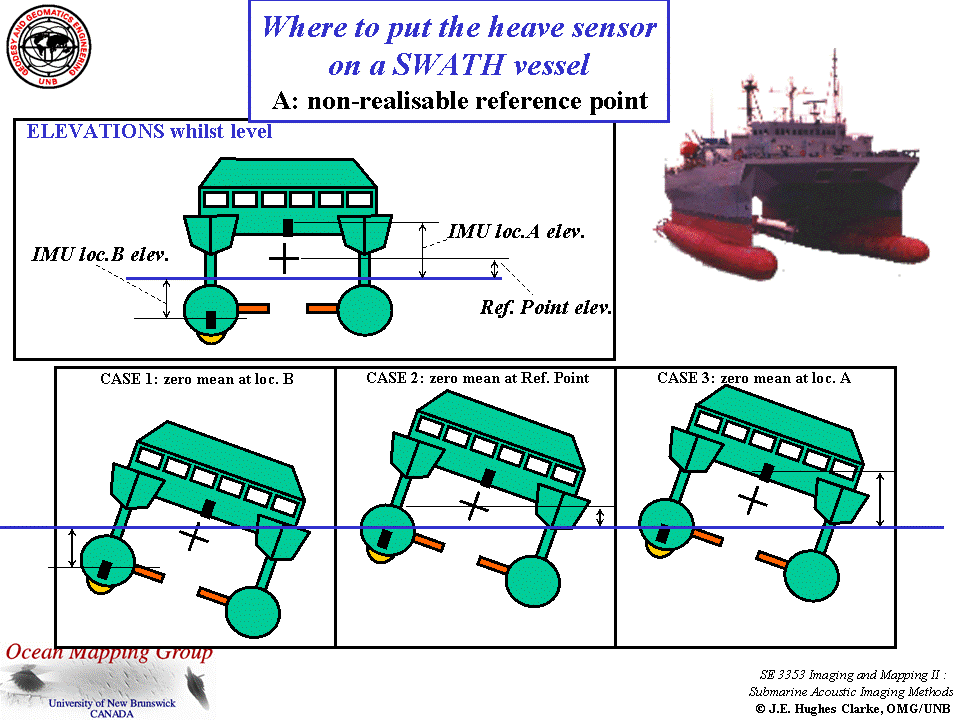 Where to put the heave sensor
on a SWATH vessel
A: non-realisable reference point
GEODESY AND GEOMATICS ENGINEERING
UNB
ELEVATIONS whilst level
IMU loc.A elev.
IMU loc.B elev.
Ref. Point elev.
CASE 1: zero mean at loc. B
CASE 2: zero mean at Ref. Point
CASE 3: zero mean at loc. A
Ocean Mapping Group
University of New Brunswick
CANADA
SE 3353 Imaging and Mapping II :
Submarine Acoustic Imaging Methods
© J.E. Hughes Clarke, OMG/UNB